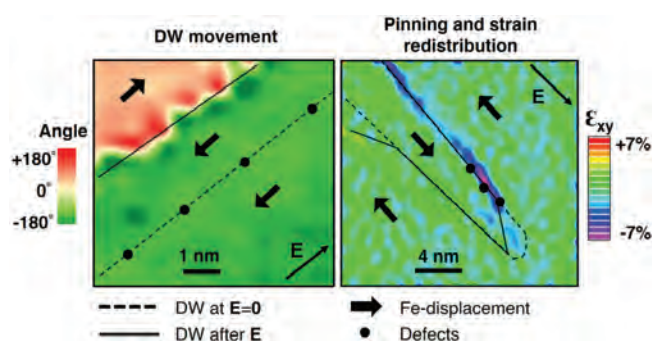 DW movement
Pinning and strain
redistribution
Angle
+180°
0°
-180°
1 nm
E
E
4 nm
εxy
+7%
-7%
DW at E=0
Fe-displacement
DW after E
Defects